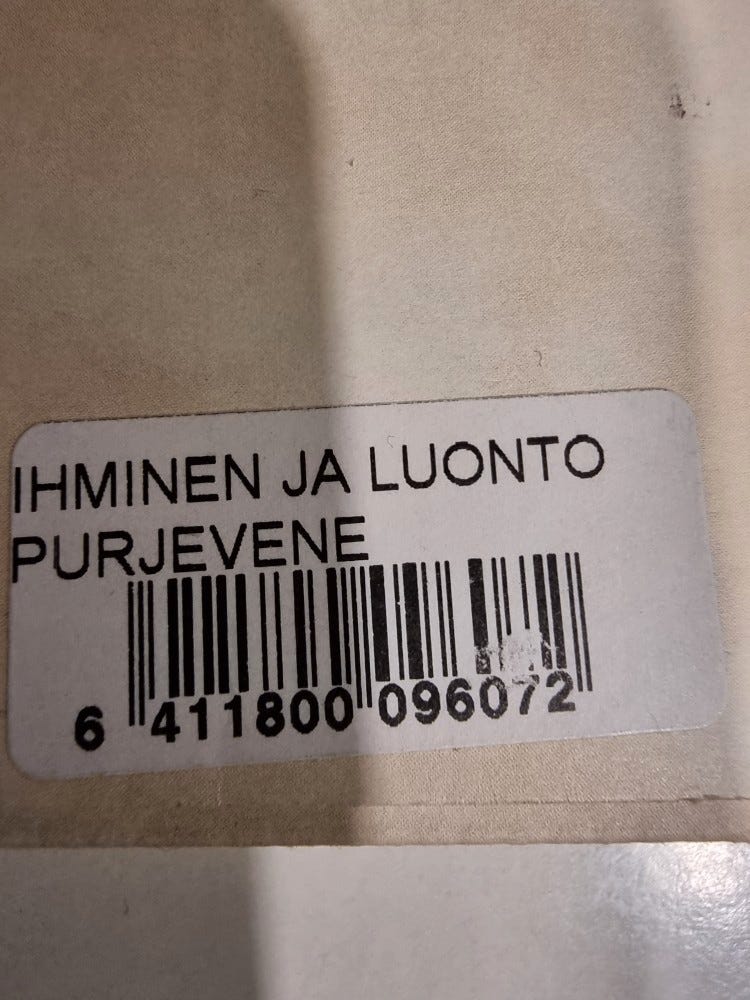 IHMINEN JA LUONTO
PURJEVENE
6 411800 096072